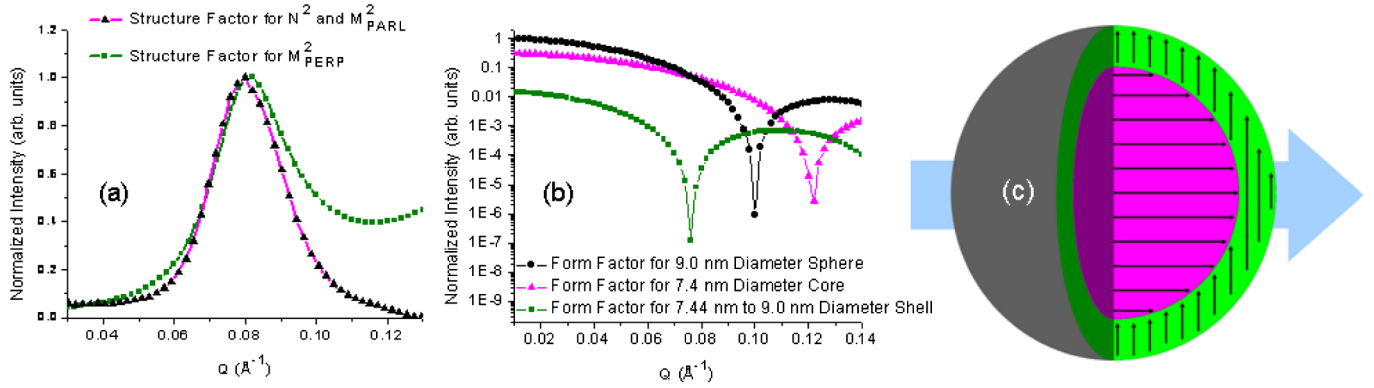 Structure Factor for N² and M²PARL
Structure Factor for M²PERP
Normalized Intensity (arb. units)
1.0
0.8
0.6
0.4
0.2
0.0
(a)
0.04 0.06 0.08 0.10 0.12
Q (Å⁻¹)
Normalized Intensity (arb. units)
1
0.1
0.01
1E-3
1E-4
1E-5
1E-6
1E-7
1E-8
1E-9
(b)
Form Factor for 9.0 nm Diameter Sphere
Form Factor for 7.4 nm Diameter Core
Form Factor for 7.44 nm to 9.0 nm Diameter Shell
0.02 0.04 0.06 0.08 0.10 0.12 0.14
Q (Å⁻¹)
(c)